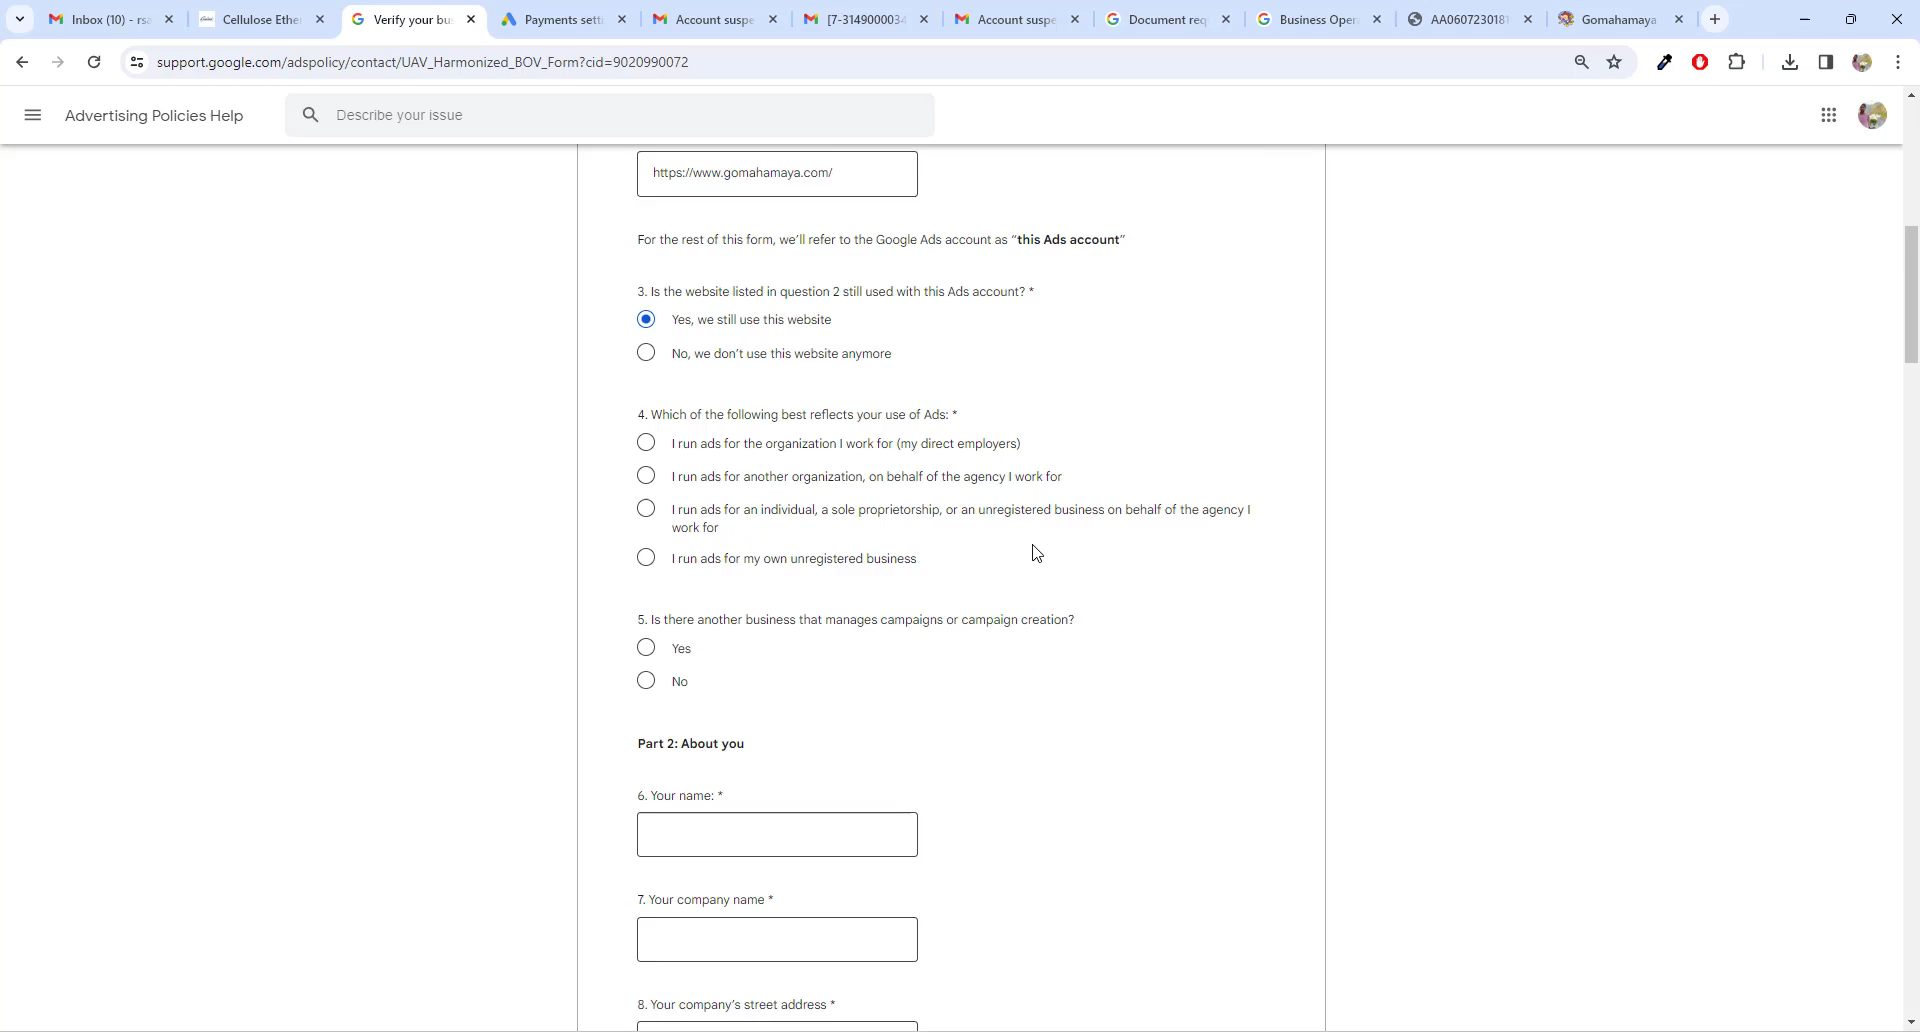 Inbox (10) - rsa
Cellulose Ether
Verify your bu
Payments setti
Account suspe
[7-3149000034
Account suspe
Document req
Business Oper
AA0607230181
Gomahamaya
support.google.com/adspolicy/contact/UAV_Harmonized_BOV_Form?cid=9020990072
Advertising Policies Help
Describe your issue
https://www.gomahamaya.com/
For the rest of this form, we’ll refer to the Google Ads account as “this Ads account”
3. Is the website listed in question 2 still used with this Ads account? *
Yes, we still use this website
No, we don’t use this website anymore
4. Which of the following best reflects your use of Ads: *
I run ads for the organization I work for (my direct employers)
I run ads for another organization, on behalf of the agency I work for
I run ads for an individual, a sole proprietorship, or an unregistered business on behalf of the agency I
work for
I run ads for my own unregistered business
5. Is there another business that manages campaigns or campaign creation?
Yes
No
Part 2: About you
6. Your name: *
7. Your company name *
8. Your company’s street address *